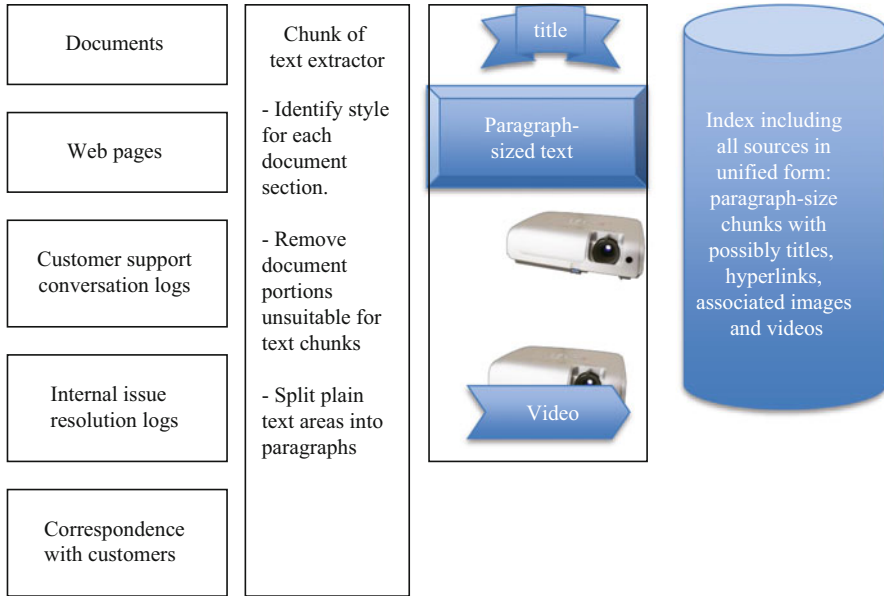 Documents
Web pages
Customer support
conversation logs
Internal issue
resolution logs
Correspondence
with customers
Chunk of
text extractor
- Identify style
for each
document
section.
- Remove
document
portions
unsuitable for
text chunks
- Split plain
text areas into
paragraphs
title
Paragraph-
sized text
Video
Index including
all sources in
unified form:
paragraph-size
chunks with
possibly titles,
hyperlinks,
associated images
and videos